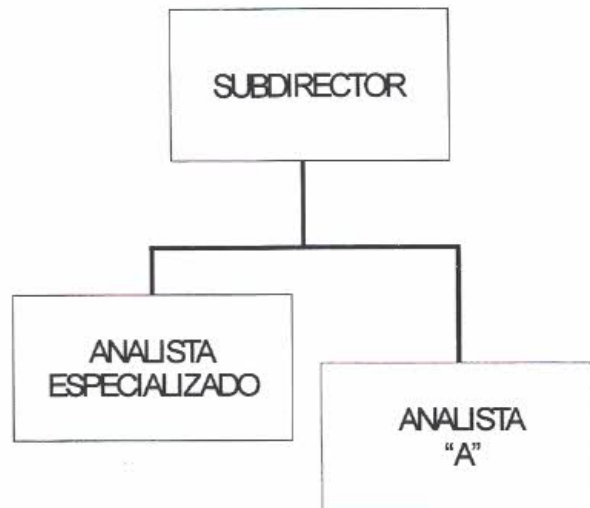 SUBDIRECTOR
ANALISTA
ESPECIALIZADO
ANALISTA
“A”